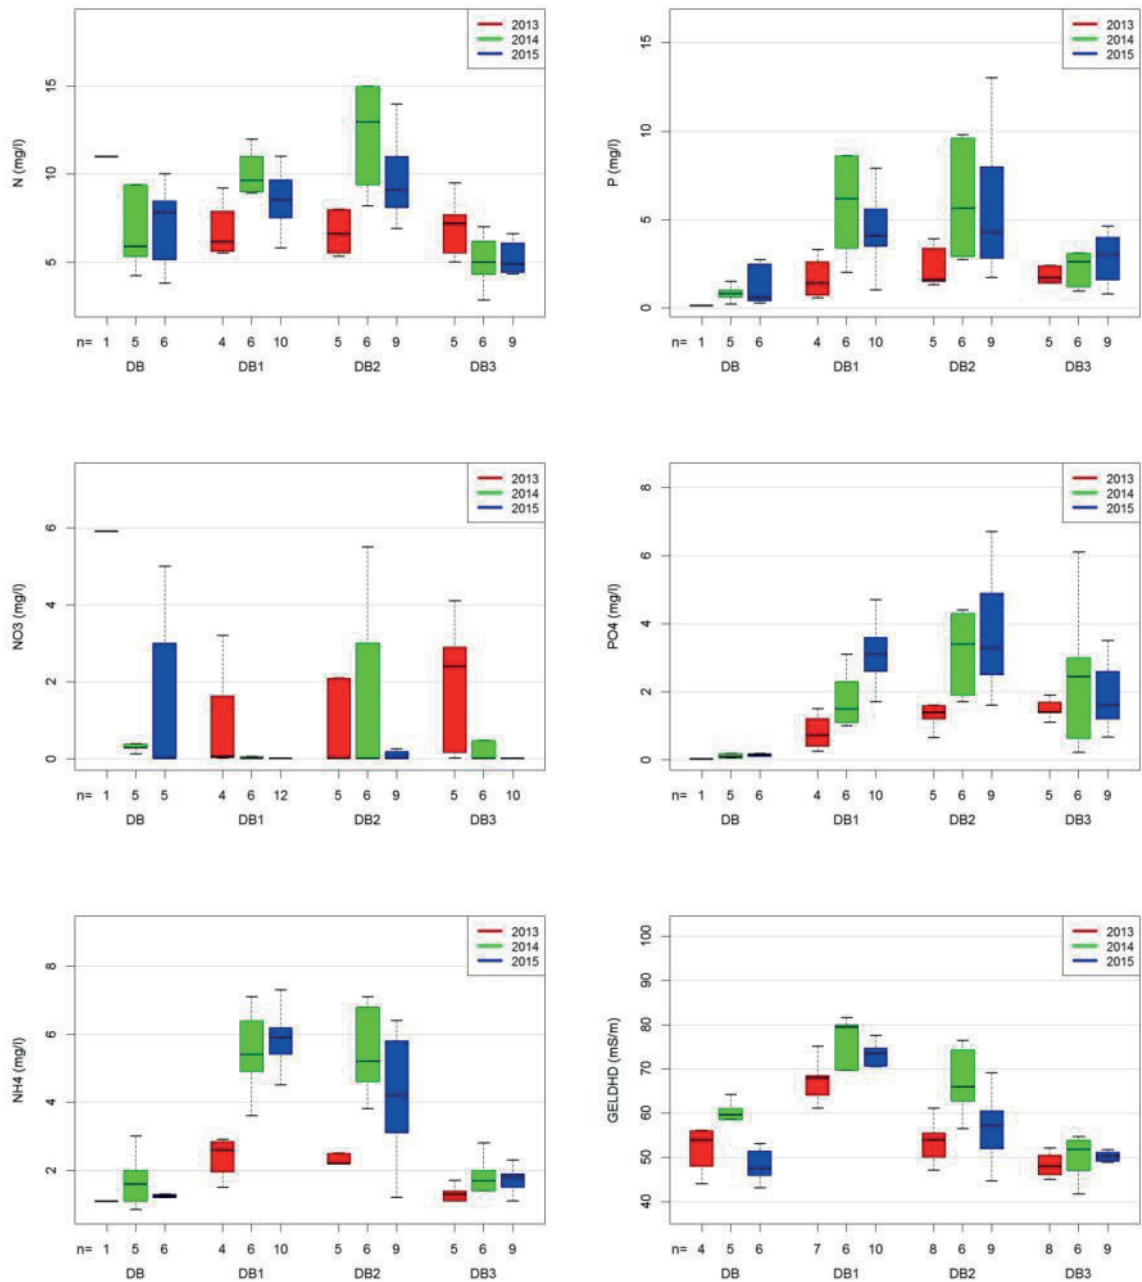 2013
2014
2015
N (mg/l)
15
10
5
n= 1 5 6 4 6 10 5 6 9 5 6 9
DB DB1 DB2 DB3
2013
2014
2015
P (mg/l)
15
10
5
0
n= 1 5 6 4 6 10 5 6 9 5 6 9
DB DB1 DB2 DB3
2013
2014
2015
NO3 (mg/l)
6
4
2
0
n= 1 5 5 4 6 12 5 6 9 5 6 10
DB DB1 DB2 DB3
2013
2014
2015
PO4 (mg/l)
8
6
4
2
0
n= 1 5 6 4 6 10 5 6 9 5 6 9
DB DB1 DB2 DB3
2013
2014
2015
NH4 (mg/l)
8
6
4
2
n= 1 5 6 4 6 10 5 6 9 5 6 9
DB DB1 DB2 DB3
2013
2014
2015
GELDHD (mS/m)
100
90
80
70
60
50
40
n= 4 5 6 7 6 10 8 6 9 8 6 9
DB DB1 DB2 DB3